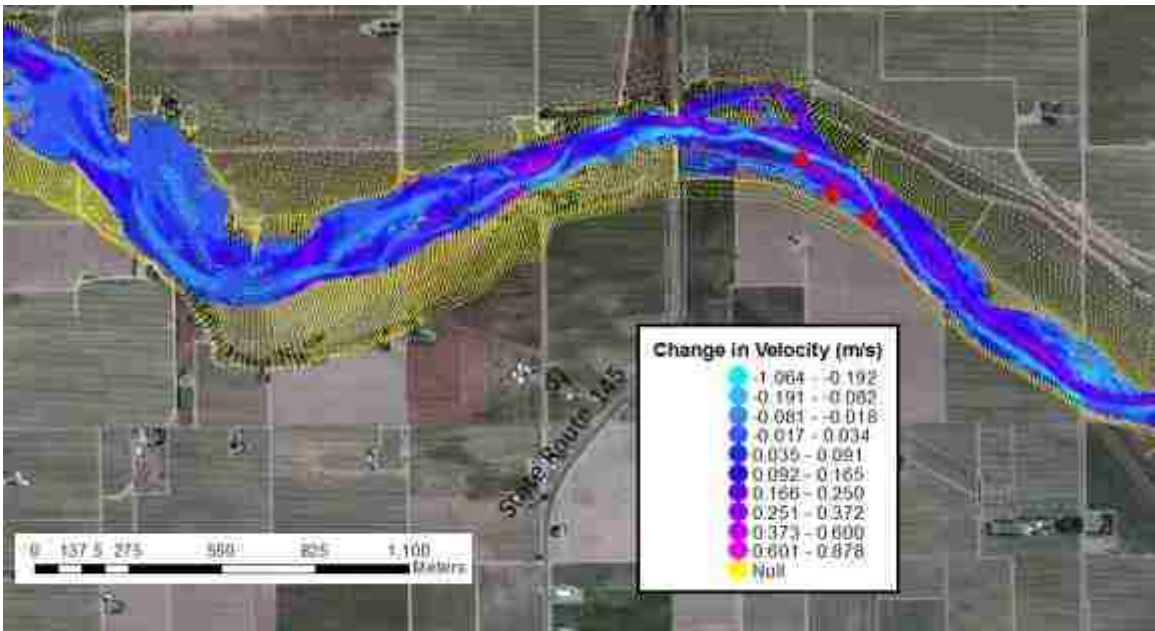 Change in Velocity (m/s)
-1.064 - -0.192
-0.191 - -0.082
-0.081 - -0.018
-0.017 - 0.034
0.035 - 0.091
0.092 - 0.165
0.166 - 0.250
0.251 - 0.372
0.373 - 0.600
0.601 - 0.878
Null
State Route 145
0 137.5 275 550 825 1,100
Meters